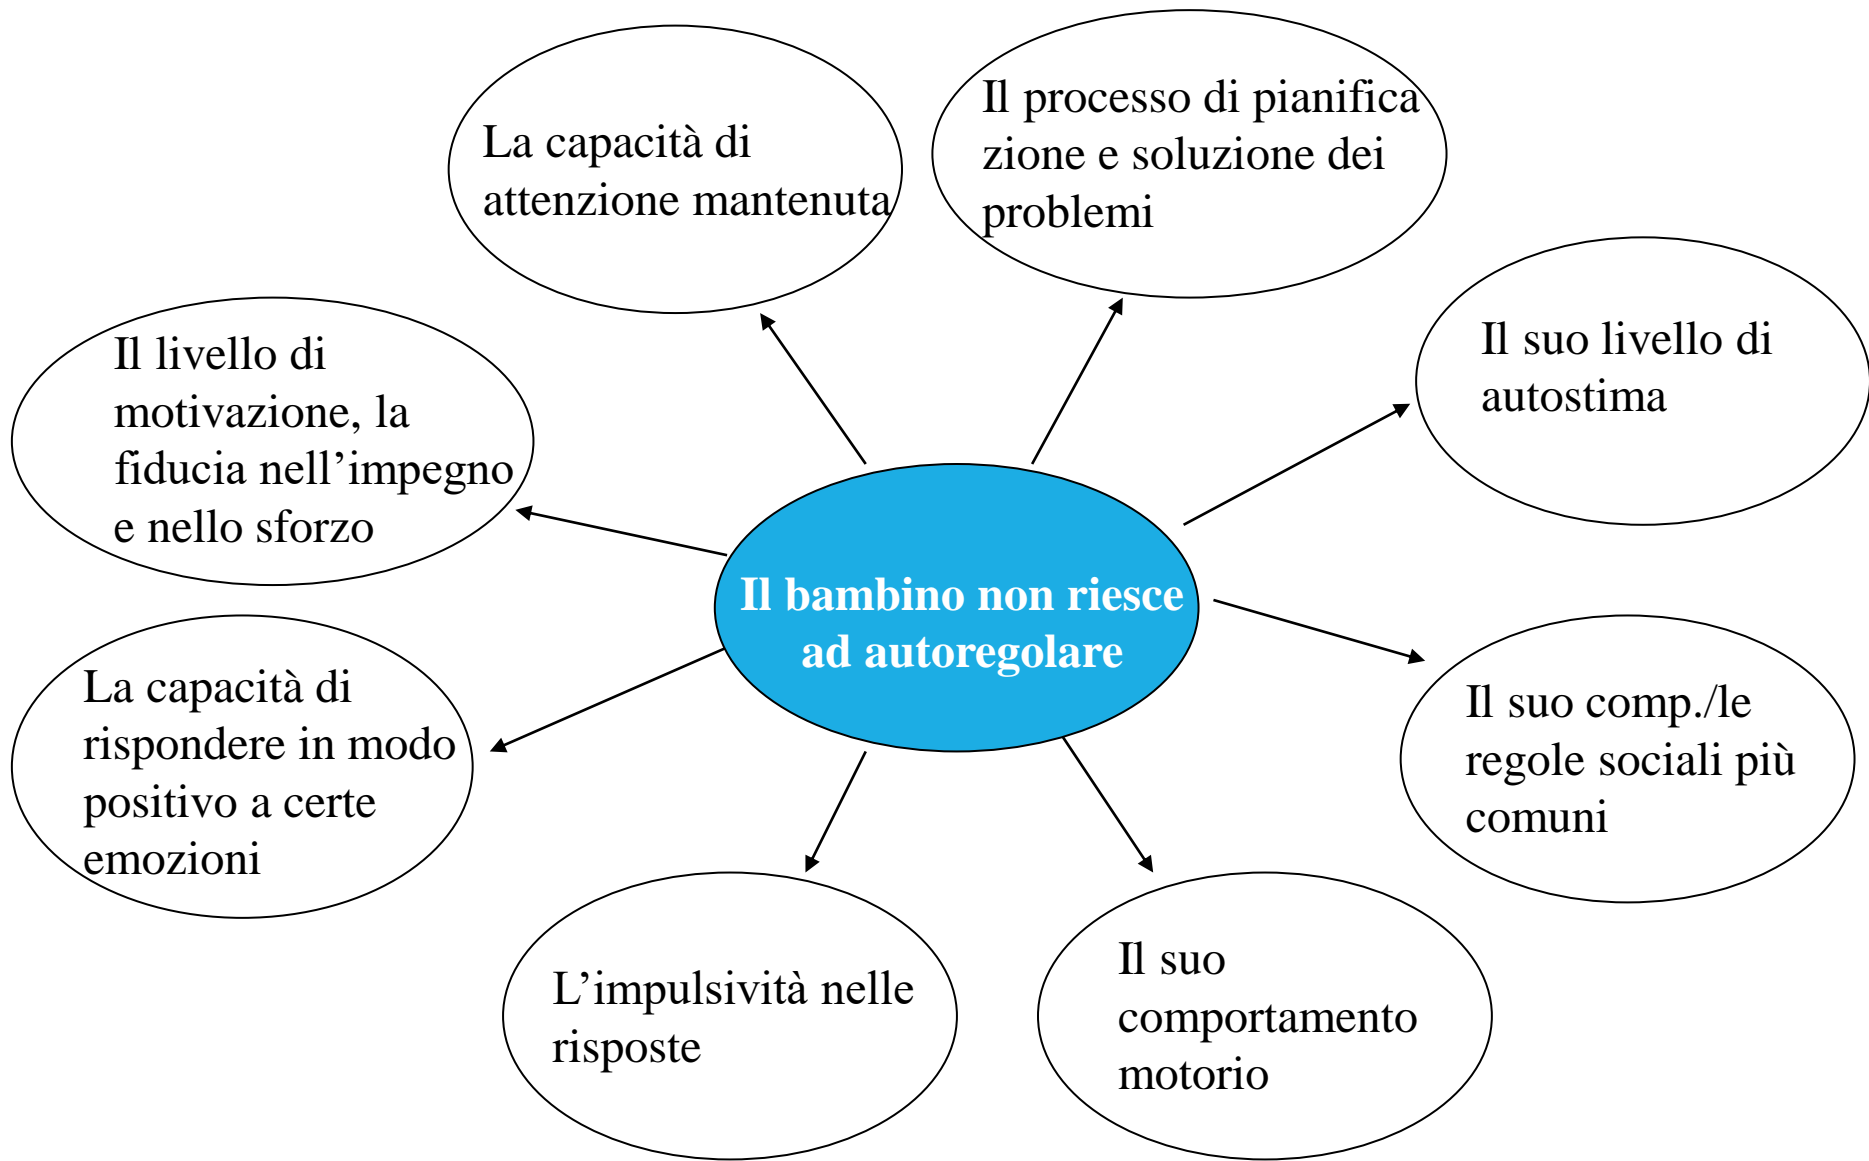 La capacità di
attenzione mantenuta
Il processo di pianifica
zione e soluzione dei
problemi
Il suo livello di
autostima
Il livello di
motivazione, la
fiducia nell’impegno
e nello sforzo
Il bambino non riesce
ad autoregolare
La capacità di
rispondere in modo
positivo a certe
emozioni
Il suo comp./le
regole sociali più
comuni
L’impulsività nelle
risposte
Il suo
comportamento
motorio